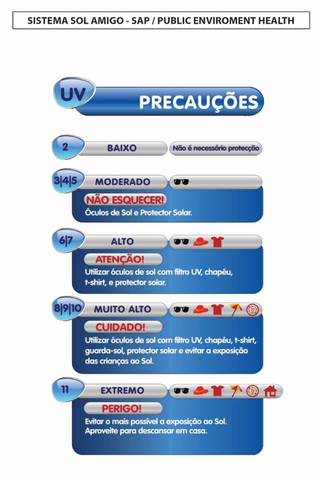 SISTEMA SOL AMIGO - SAP / PUBLIC ENVIROMENT HEALTH
UV PRECAUÇÕES
2 BAIXO Não é necessário protecção
3|4|5 MODERADO
NÃO ESQUECER!
Óculos de Sol e Protector Solar.
6|7 ALTO
ATENÇÃO!
Utilizar óculos de sol com filtro UV, chapéu,
t-shirt, e protector solar.
8|9|10 MUITO ALTO
CUIDADO!
Utilizar óculos de sol com filtro UV, chapéu, t-shirt,
guarda-sol, protector solar e evitar a exposição
das crianças ao Sol.
11 EXTREMO
PERIGO!
Evitar o mais possível a exposição ao Sol.
Aproveite para descansar em casa.